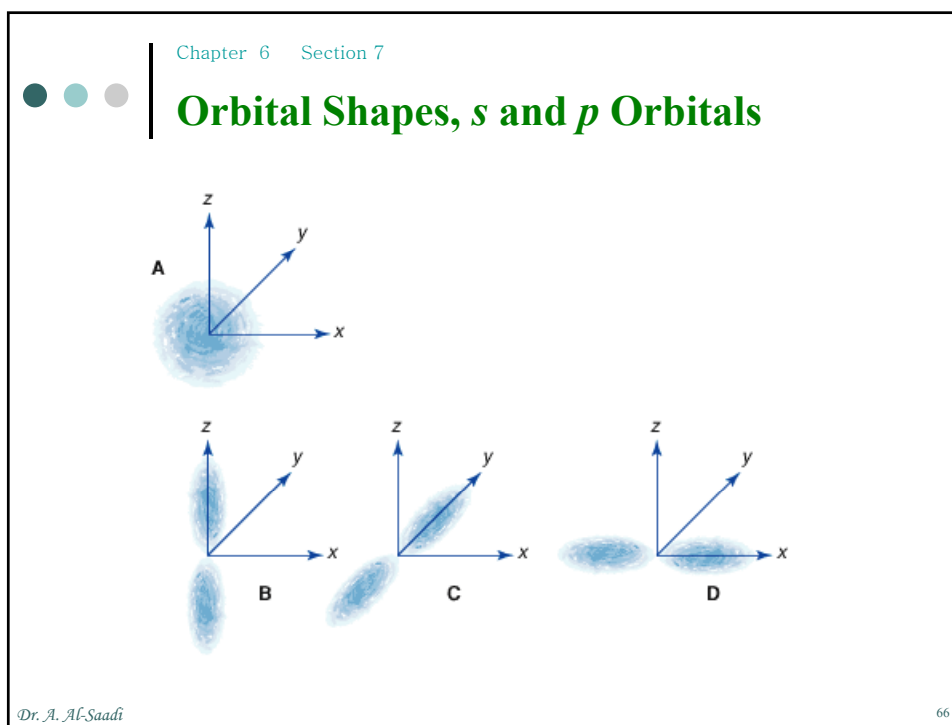 Chapter 6 Section 7
Orbital Shapes, s and p Orbitals
z
y
A
x
z
y
x
B
z
y
x
C
z
y
x
D
Dr. A. Al-Saadi
66